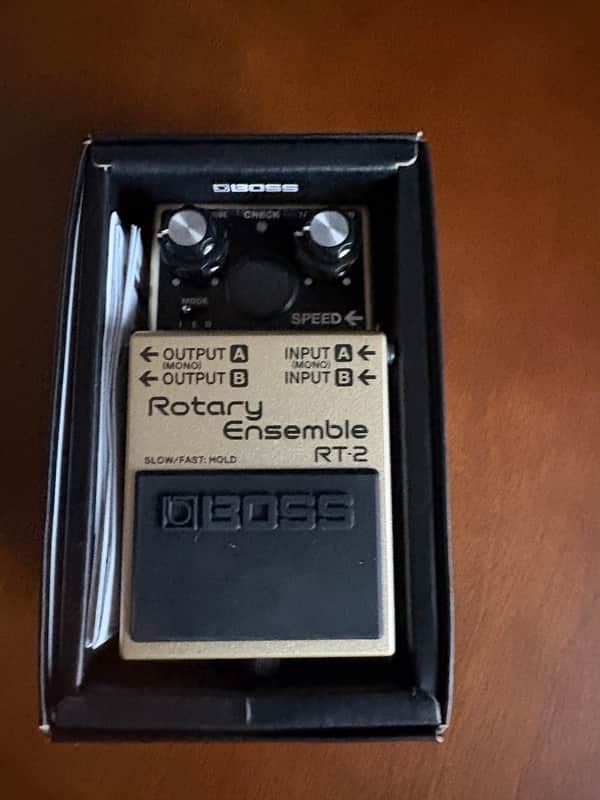 BOSS
CHECK
MODE
SPEED←
← OUTPUT A
(MONO)
INPUT A ←
(MONO)
← OUTPUT B
INPUT B ←
Rotary
Ensemble
SLOW/FAST: HOLD
RT-2
BOSS